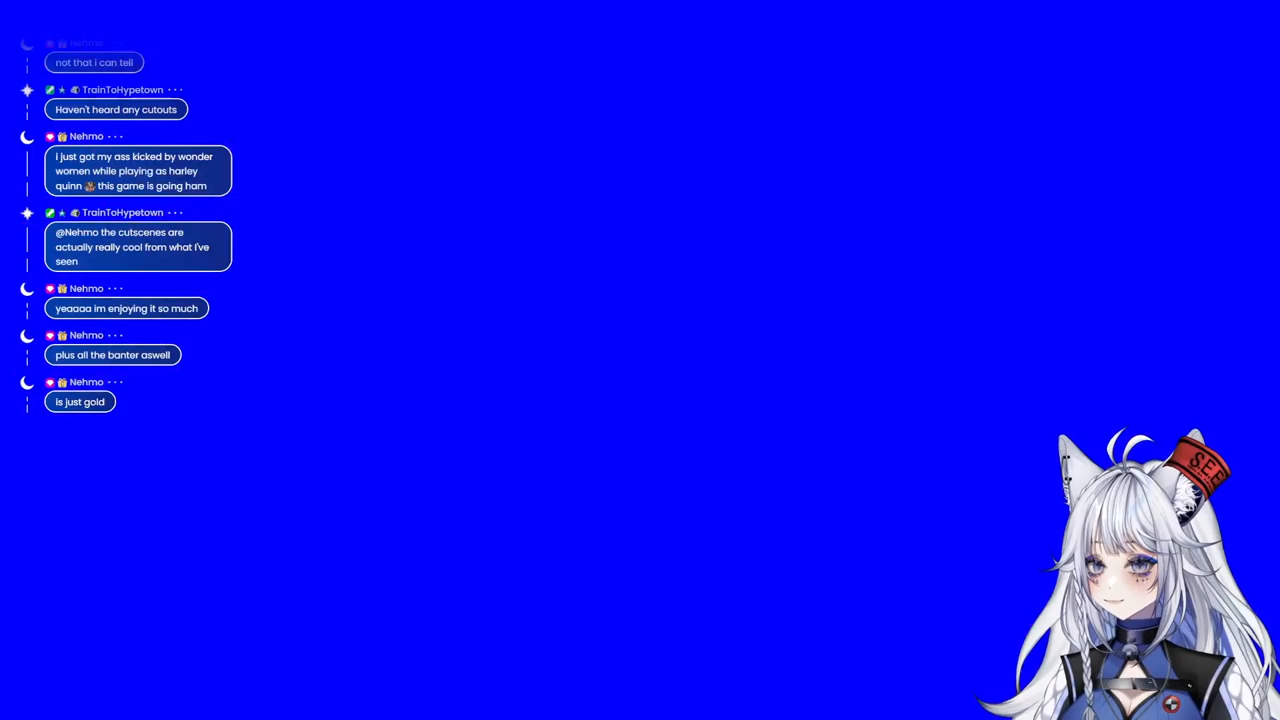 Nehmo
not that i can tell
TrainToHypetown
Haven't heard any cutouts
Nehmo
i just got my ass kicked by wonder
women while playing as harley
quinn this game is going ham
TrainToHypetown
@Nehmo the cutscenes are
actually really cool from what I've
seen
Nehmo
yeaaaa im enjoying it so much
Nehmo
plus all the banter aswell
Nehmo
is just gold
S.E.E